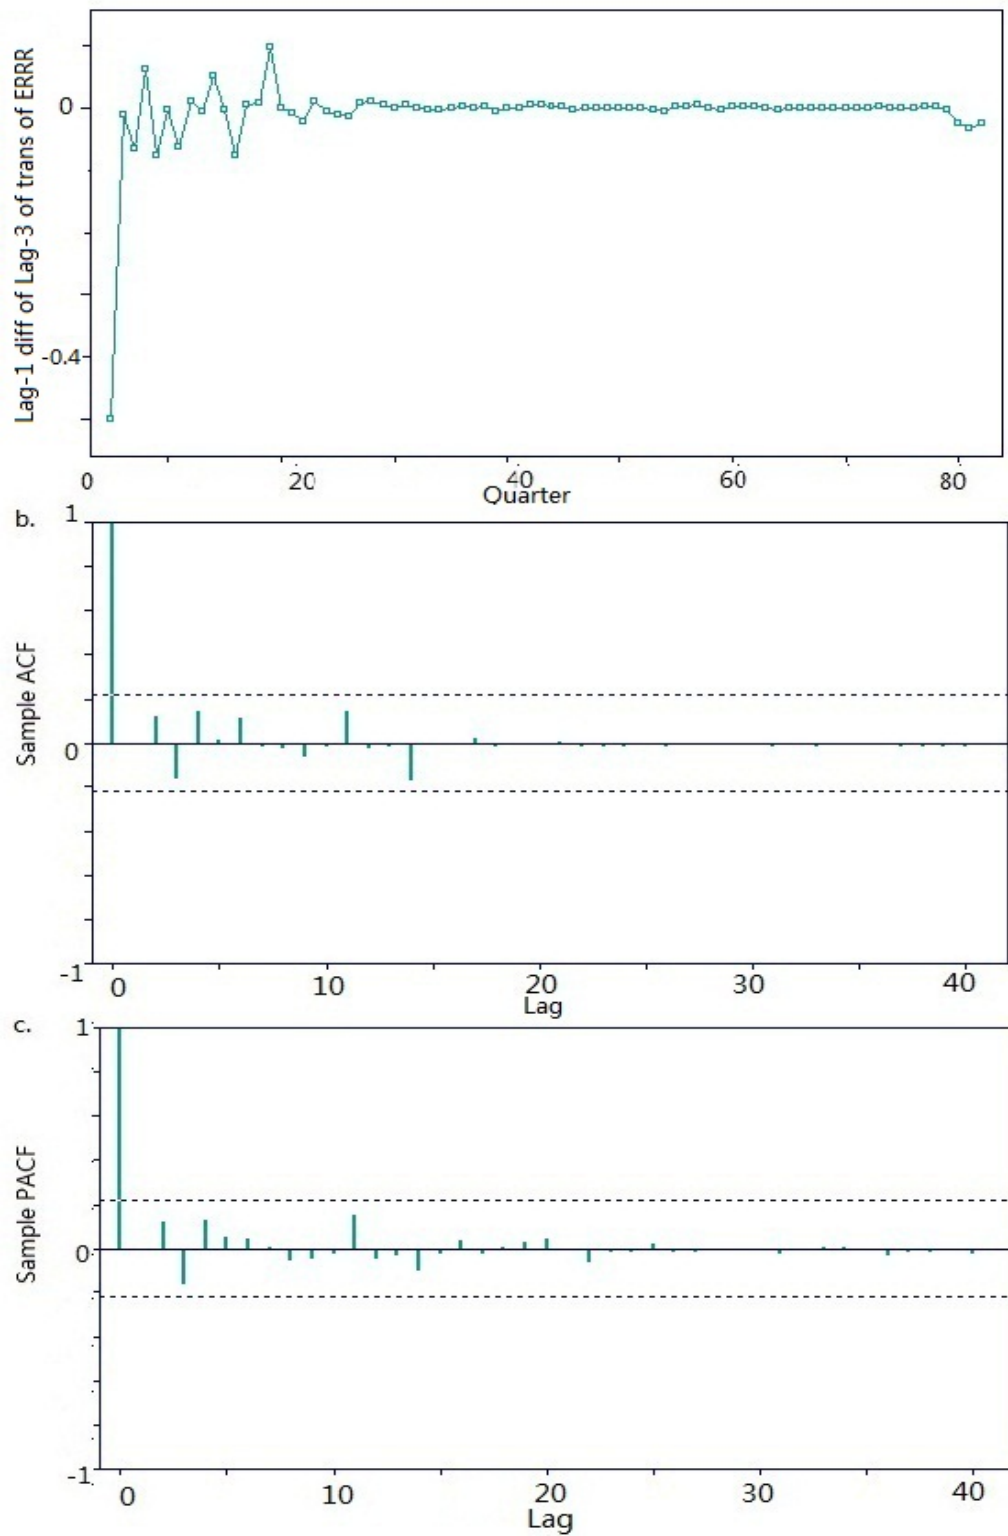 Lag-1 diff of Lag-3 of trans of ERRR
0
-0.4
0 20 40 60 80
Quarter
b.
1
Sample ACF
0
-1
0 10 20 30 40
Lag
c.
1
Sample PACF
0
-1
0 10 20 30 40
Lag